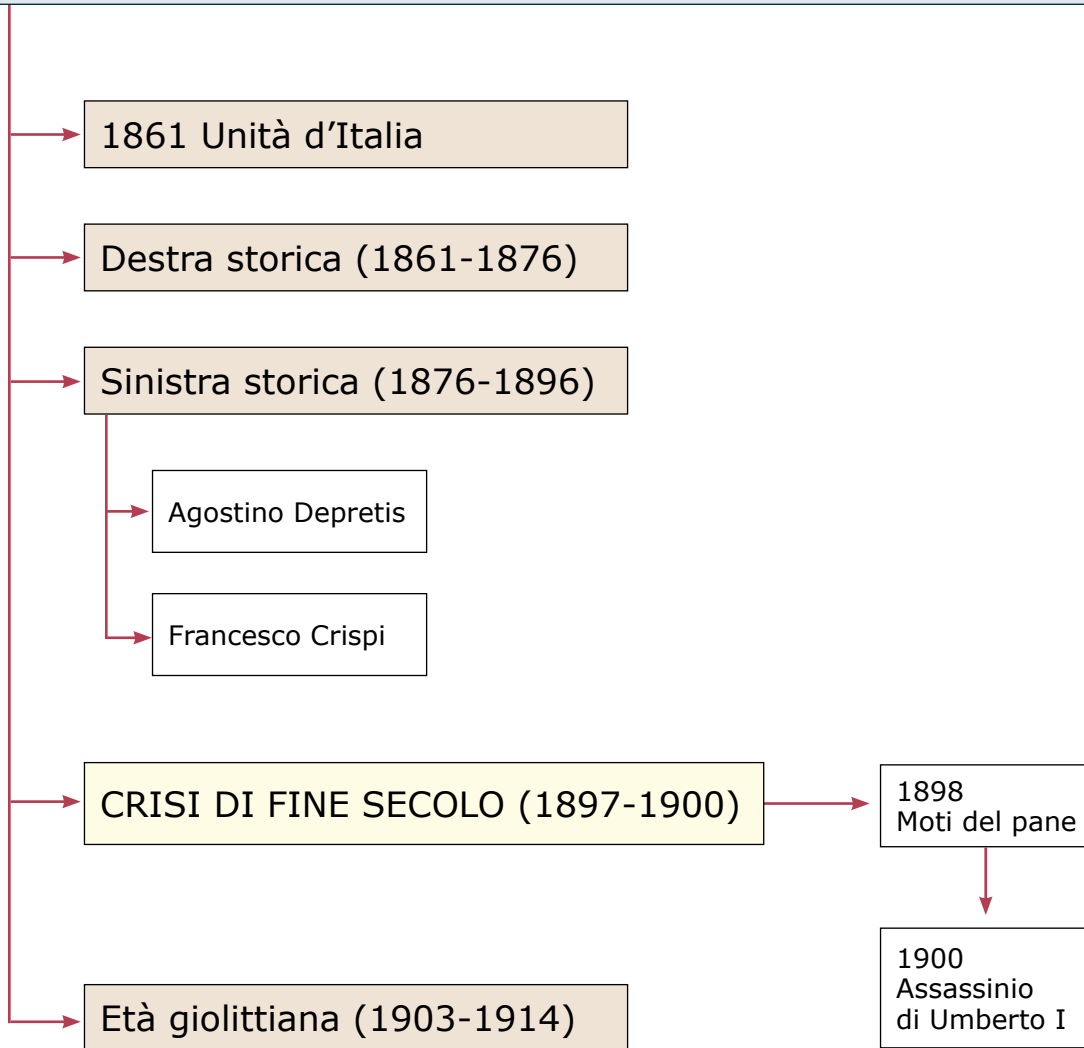 1861 Unità d’Italia
Destra storica (1861-1876)
Sinistra storica (1876-1896)
Agostino Depretis
Francesco Crispi
CRISI DI FINE SECOLO (1897-1900)
1898
Moti del pane
1900
Assassinio
di Umberto I
Età giolittiana (1903-1914)